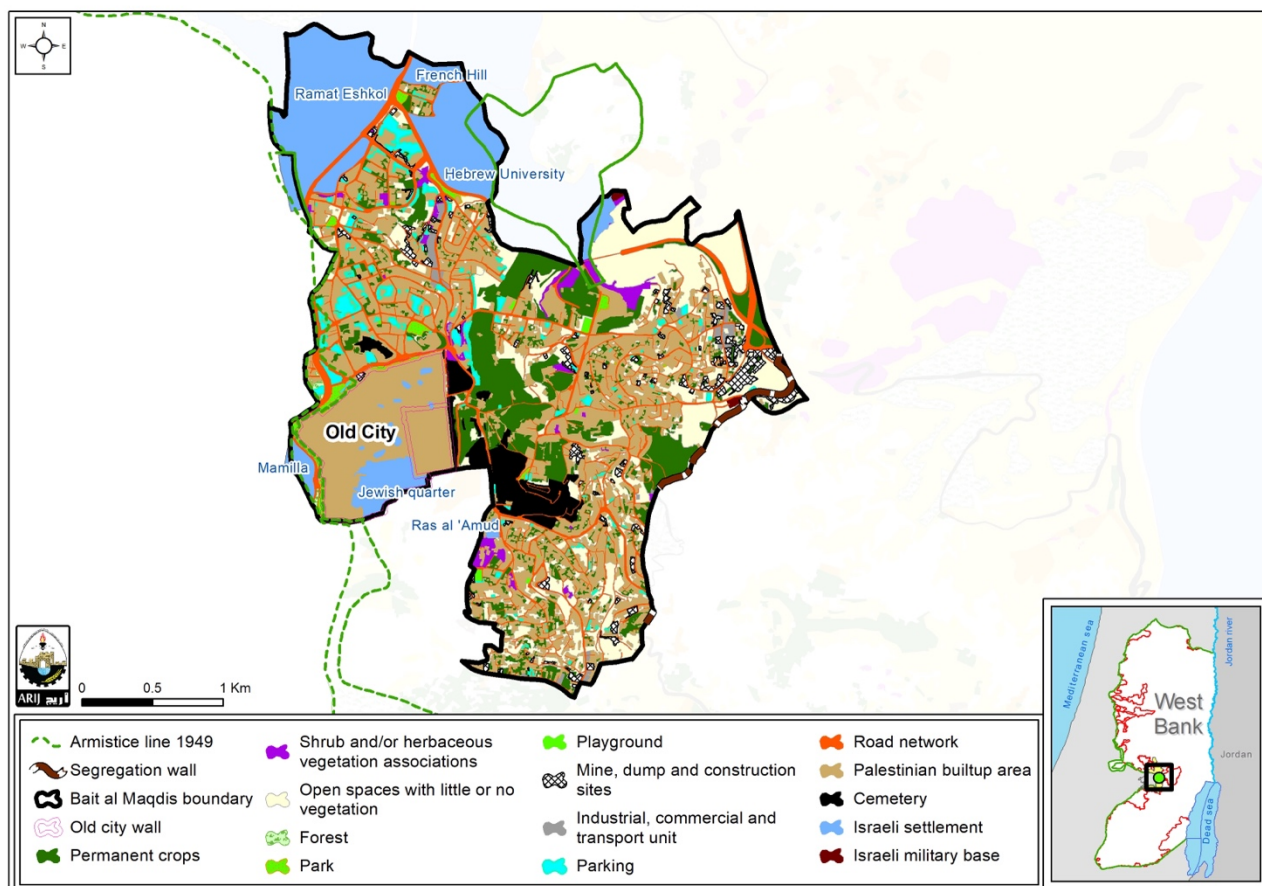 N
W
E
S
French Hill
Ramat Eshkol
Hebrew University
Old City
Mamilla
Jewish quarter
Ras al 'Amud
ARIJ أريج
0 0.5 1 Km
Armistice line 1949
Segregation wall
Bait al Maqdis boundary
Old city wall
Permanent crops
Shrub and/or herbaceous
vegetation associations
Open spaces with little or no
vegetation
Forest
Park
Playground
Mine, dump and construction
sites
Industrial, commercial and
transport unit
Parking
Road network
Palestinian builtup area
Cemetery
Israeli settlement
Israeli military base
Mediterranean sea
Jordan river
West
Bank
Jordan
Dead sea